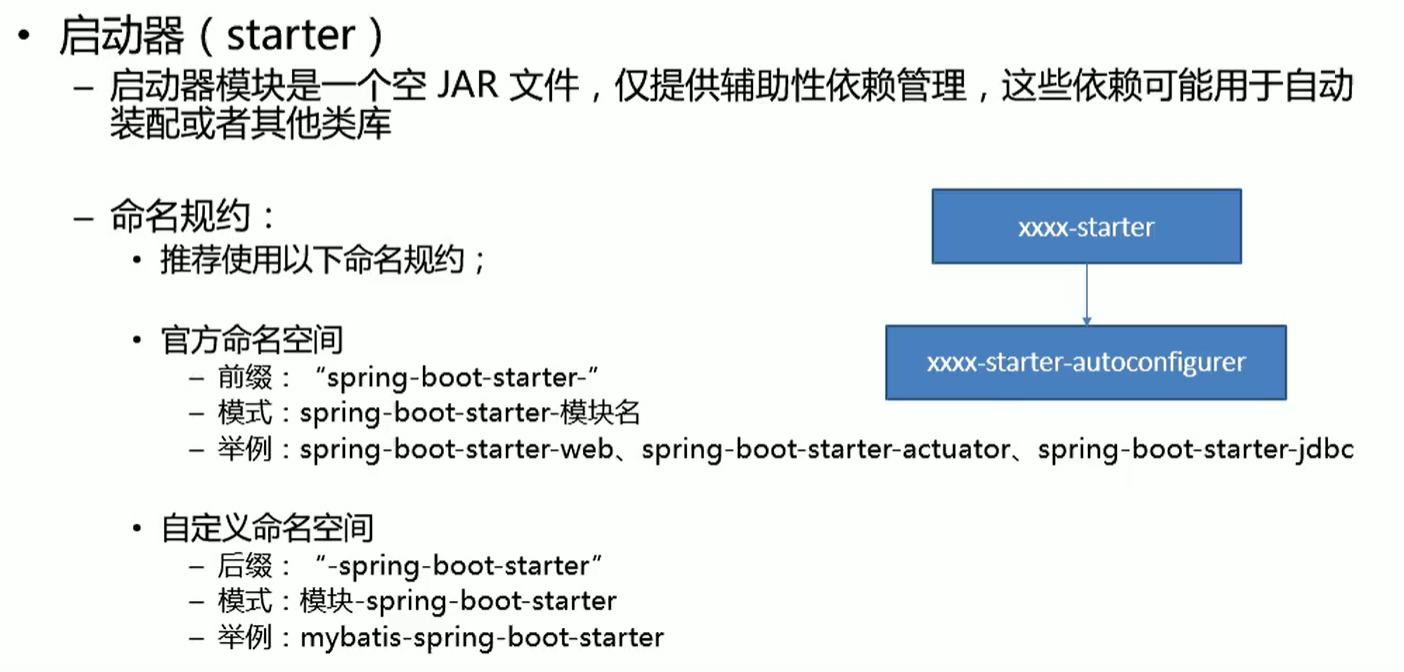 • 启动器（starter）
– 启动器模块是一个空 JAR 文件，仅提供辅助性依赖管理，这些依赖可能用于自动
装配或者其他类库
– 命名规约：
• 推荐使用以下命名规约；
• 官方命名空间
– 前缀：“spring-boot-starter-”
– 模式：spring-boot-starter-模块名
– 举例：spring-boot-starter-web、spring-boot-starter-actuator、spring-boot-starter-jdbc
• 自定义命名空间
– 后缀：“-spring-boot-starter”
– 模式：模块-spring-boot-starter
– 举例：mybatis-spring-boot-starter
xxxx-starter
xxxx-starter-autoconfigurer